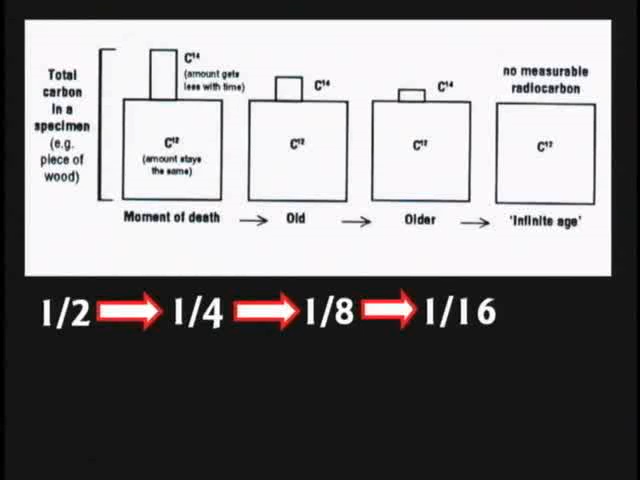 Total
carbon
in a
specimen
(e.g.
piece of
wood)
C¹⁴
(amount gets
less with time)
C¹²
(amount stays
the same)
Moment of death
C¹⁴
C¹²
Old
C¹⁴
C¹²
Older
no measurable
radiocarbon
C¹²
'Infinite age'
1/2 1/4 1/8 1/16